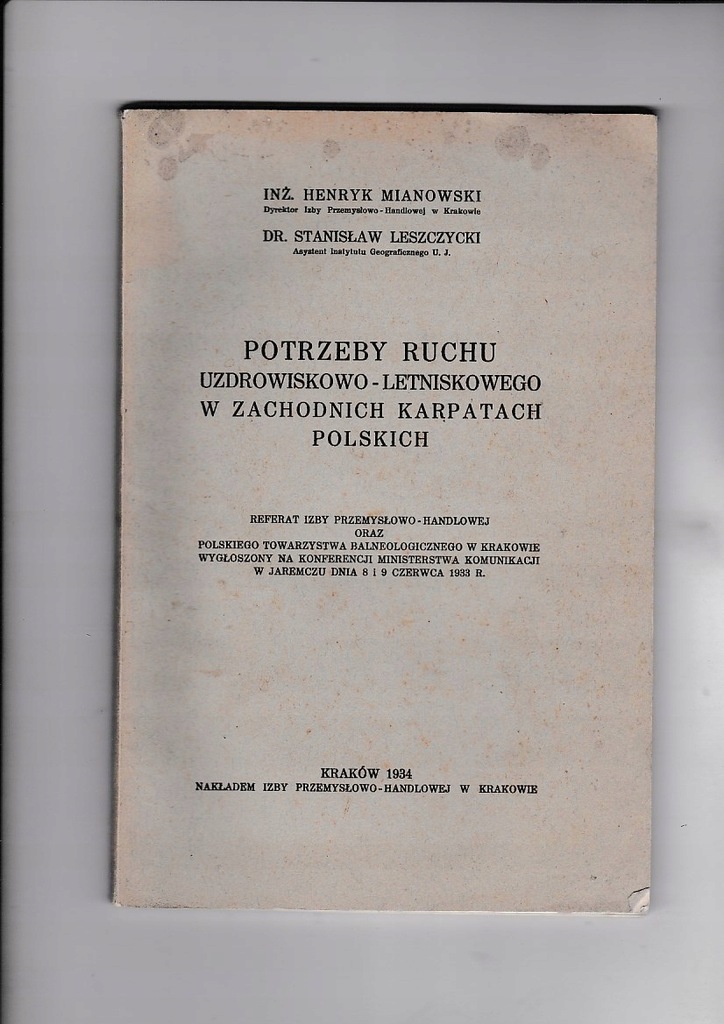 INŻ. HENRYK MIANOWSKI
Dyrektor Izby Przemysłowo-Handlowej w Krakowie
DR. STANISŁAW LESZCZYCKI
Asystent Instytutu Geograficznego U. J.
POTRZEBY RUCHU
UZDROWISKOWO-LETNISKOWEGO
W ZACHODNICH KARPATACH
POLSKICH
REFERAT IZBY PRZEMYSŁOWO-HANDLOWEJ
ORAZ
POLSKIEGO TOWARZYSTWA BALNEOLOGICZNEGO W KRAKOWIE
WYGŁOSZONY NA KONFERENCJI MINISTERSTWA KOMUNIKACJI
W JAREMCZU DNIA 8 i 9 CZERWCA 1933 R.
KRAKÓW 1934
NAKŁADEM IZBY PRZEMYSŁOWO-HANDLOWEJ W KRAKOWIE